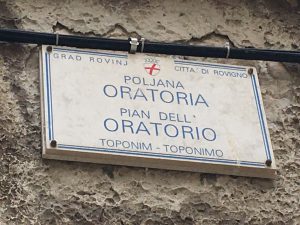 GRAD ROVINJ CITTÀ DI ROVIGNO
POLJANA
ORATORIA
PIAN DELL'
ORATORIO
TOPONIM - TOPONIMO